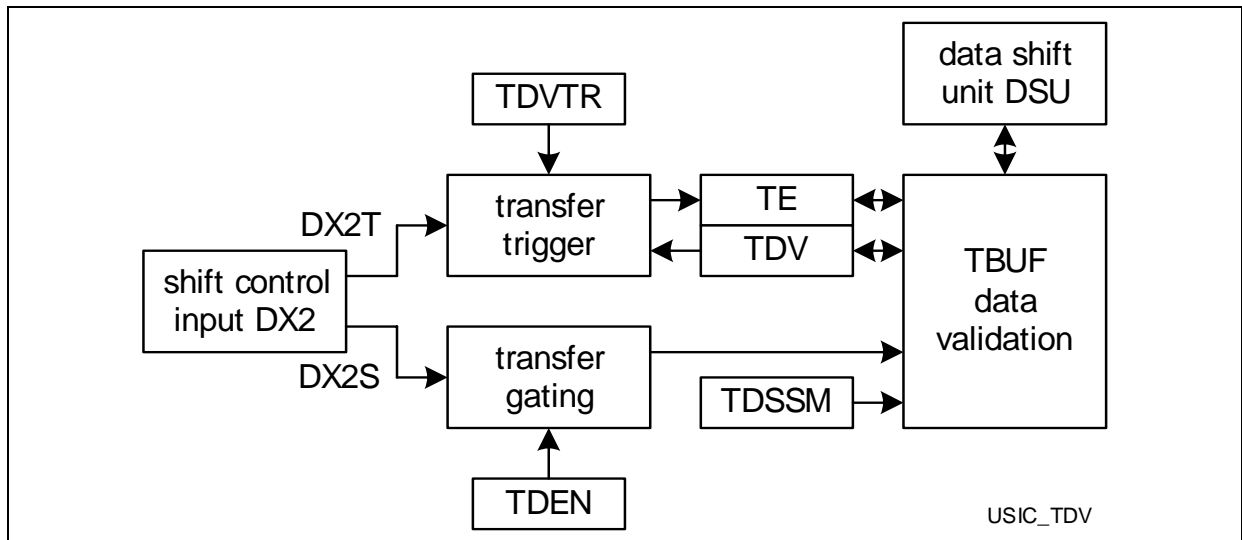 data shift
unit DSU
TDVTR
transfer
trigger
TE
TDV
DX2T
shift control
input DX2
DX2S
TBUF
data
validation
transfer
gating
TDSSM
TDEN
USIC_TDV